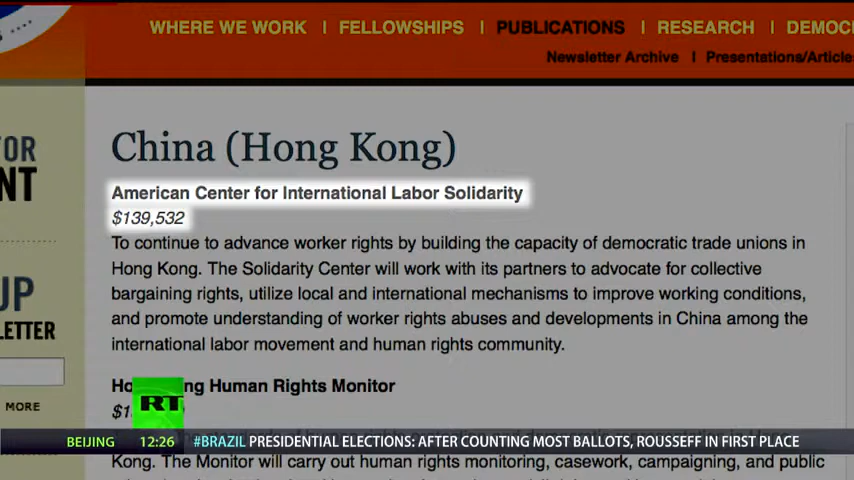 WHERE WE WORK | FELLOWSHIPS | PUBLICATIONS | RESEARCH | DEMOC
Newsletter Archive | Presentations/Article
TOR
NT
China (Hong Kong)
American Center for International Labor Solidarity
$139,532
To continue to advance worker rights by building the capacity of democratic trade unions in
Hong Kong. The Solidarity Center will work with its partners to advocate for collective
bargaining rights, utilize local and international mechanisms to improve working conditions,
and promote understanding of worker rights abuses and developments in China among the
international labor movement and human rights community.
UP
LETTER
MORE
Ho ng Human Rights Monitor
RT
BEIJING 12:26 #BRAZIL PRESIDENTIAL ELECTIONS: AFTER COUNTING MOST BALLOTS, ROUSSEFF IN FIRST PLACE
Kong. The Monitor will carry out human rights monitoring, casework, campaigning, and public